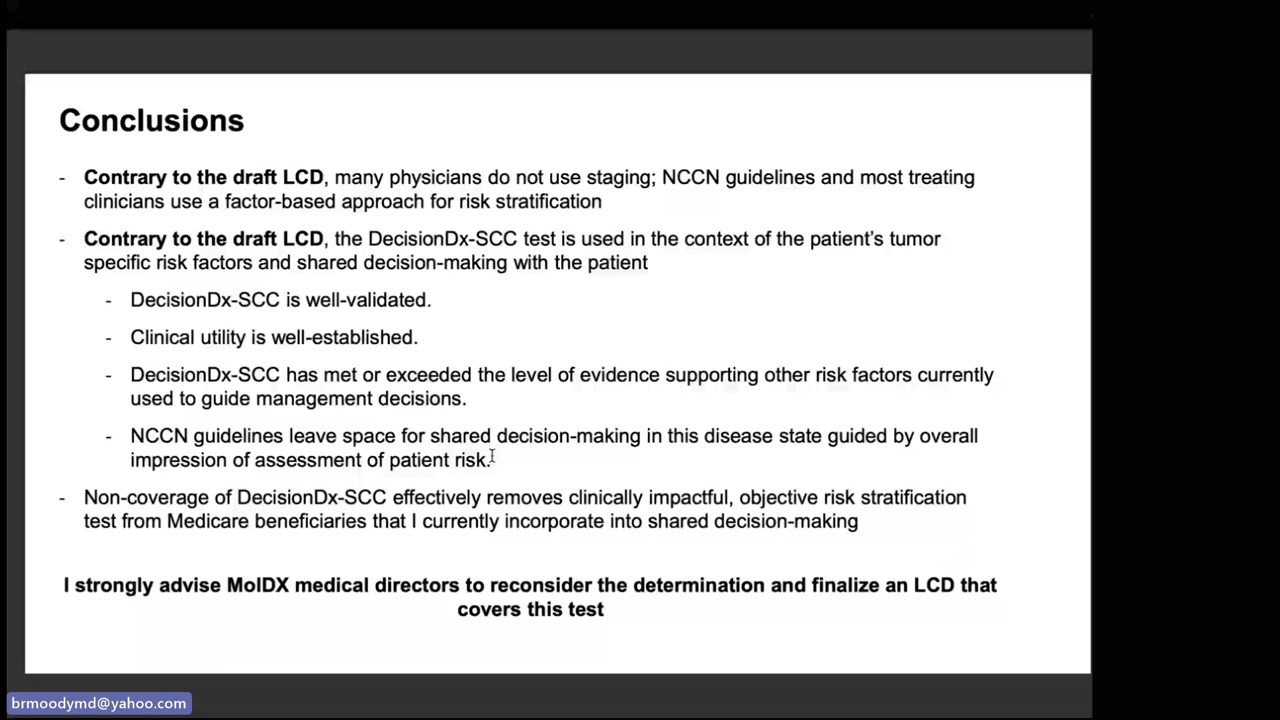 Conclusions
- Contrary to the draft LCD, many physicians do not use staging; NCCN guidelines and most treating
clinicians use a factor-based approach for risk stratification
- Contrary to the draft LCD, the DecisionDx-SCC test is used in the context of the patient's tumor
specific risk factors and shared decision-making with the patient
- DecisionDx-SCC is well-validated.
- Clinical utility is well-established.
- DecisionDx-SCC has met or exceeded the level of evidence supporting other risk factors currently
used to guide management decisions.
- NCCN guidelines leave space for shared decision-making in this disease state guided by overall
impression of assessment of patient risk.
- Non-coverage of DecisionDx-SCC effectively removes clinically impactful, objective risk stratification
test from Medicare beneficiaries that I currently incorporate into shared decision-making
I strongly advise MolDX medical directors to reconsider the determination and finalize an LCD that
covers this test
brmoodymd@yahoo.com